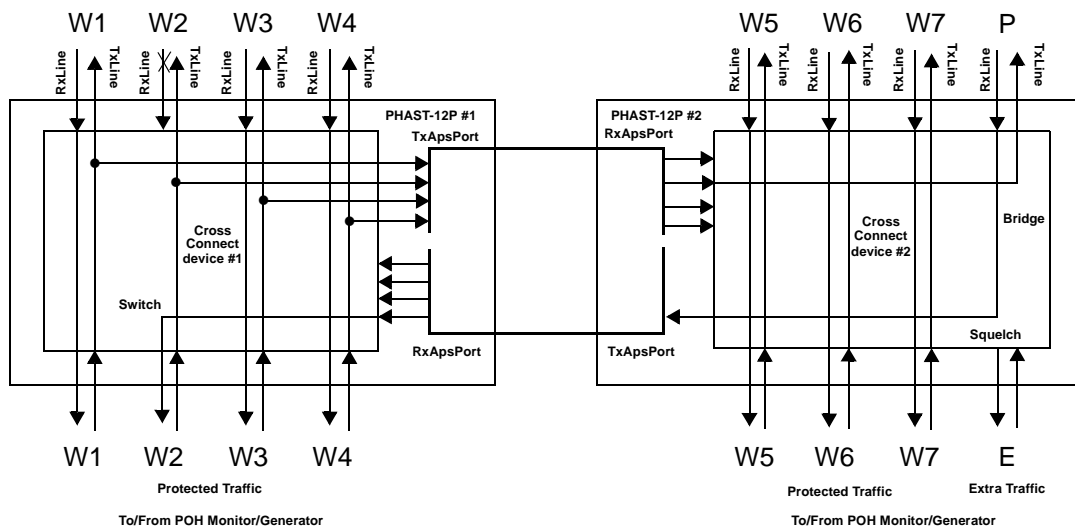 W1 W2 W3 W4 W5 W6 W7 P
RxLine TxLine RxLine TxLine RxLine TxLine RxLine TxLine RxLine TxLine RxLine TxLine RxLine TxLine RxLine TxLine
PHAST-12P #1
TxApsPort
PHAST-12P #2
RxApsPort
Cross
Connect
device #1
Cross
Connect
device #2
Bridge
Switch
Squelch
RxApsPort
TxApsPort
W1 W2 W3 W4 W5 W6 W7 E
Protected Traffic
Protected Traffic
Extra Traffic
To/From POH Monitor/Generator
To/From POH Monitor/Generator